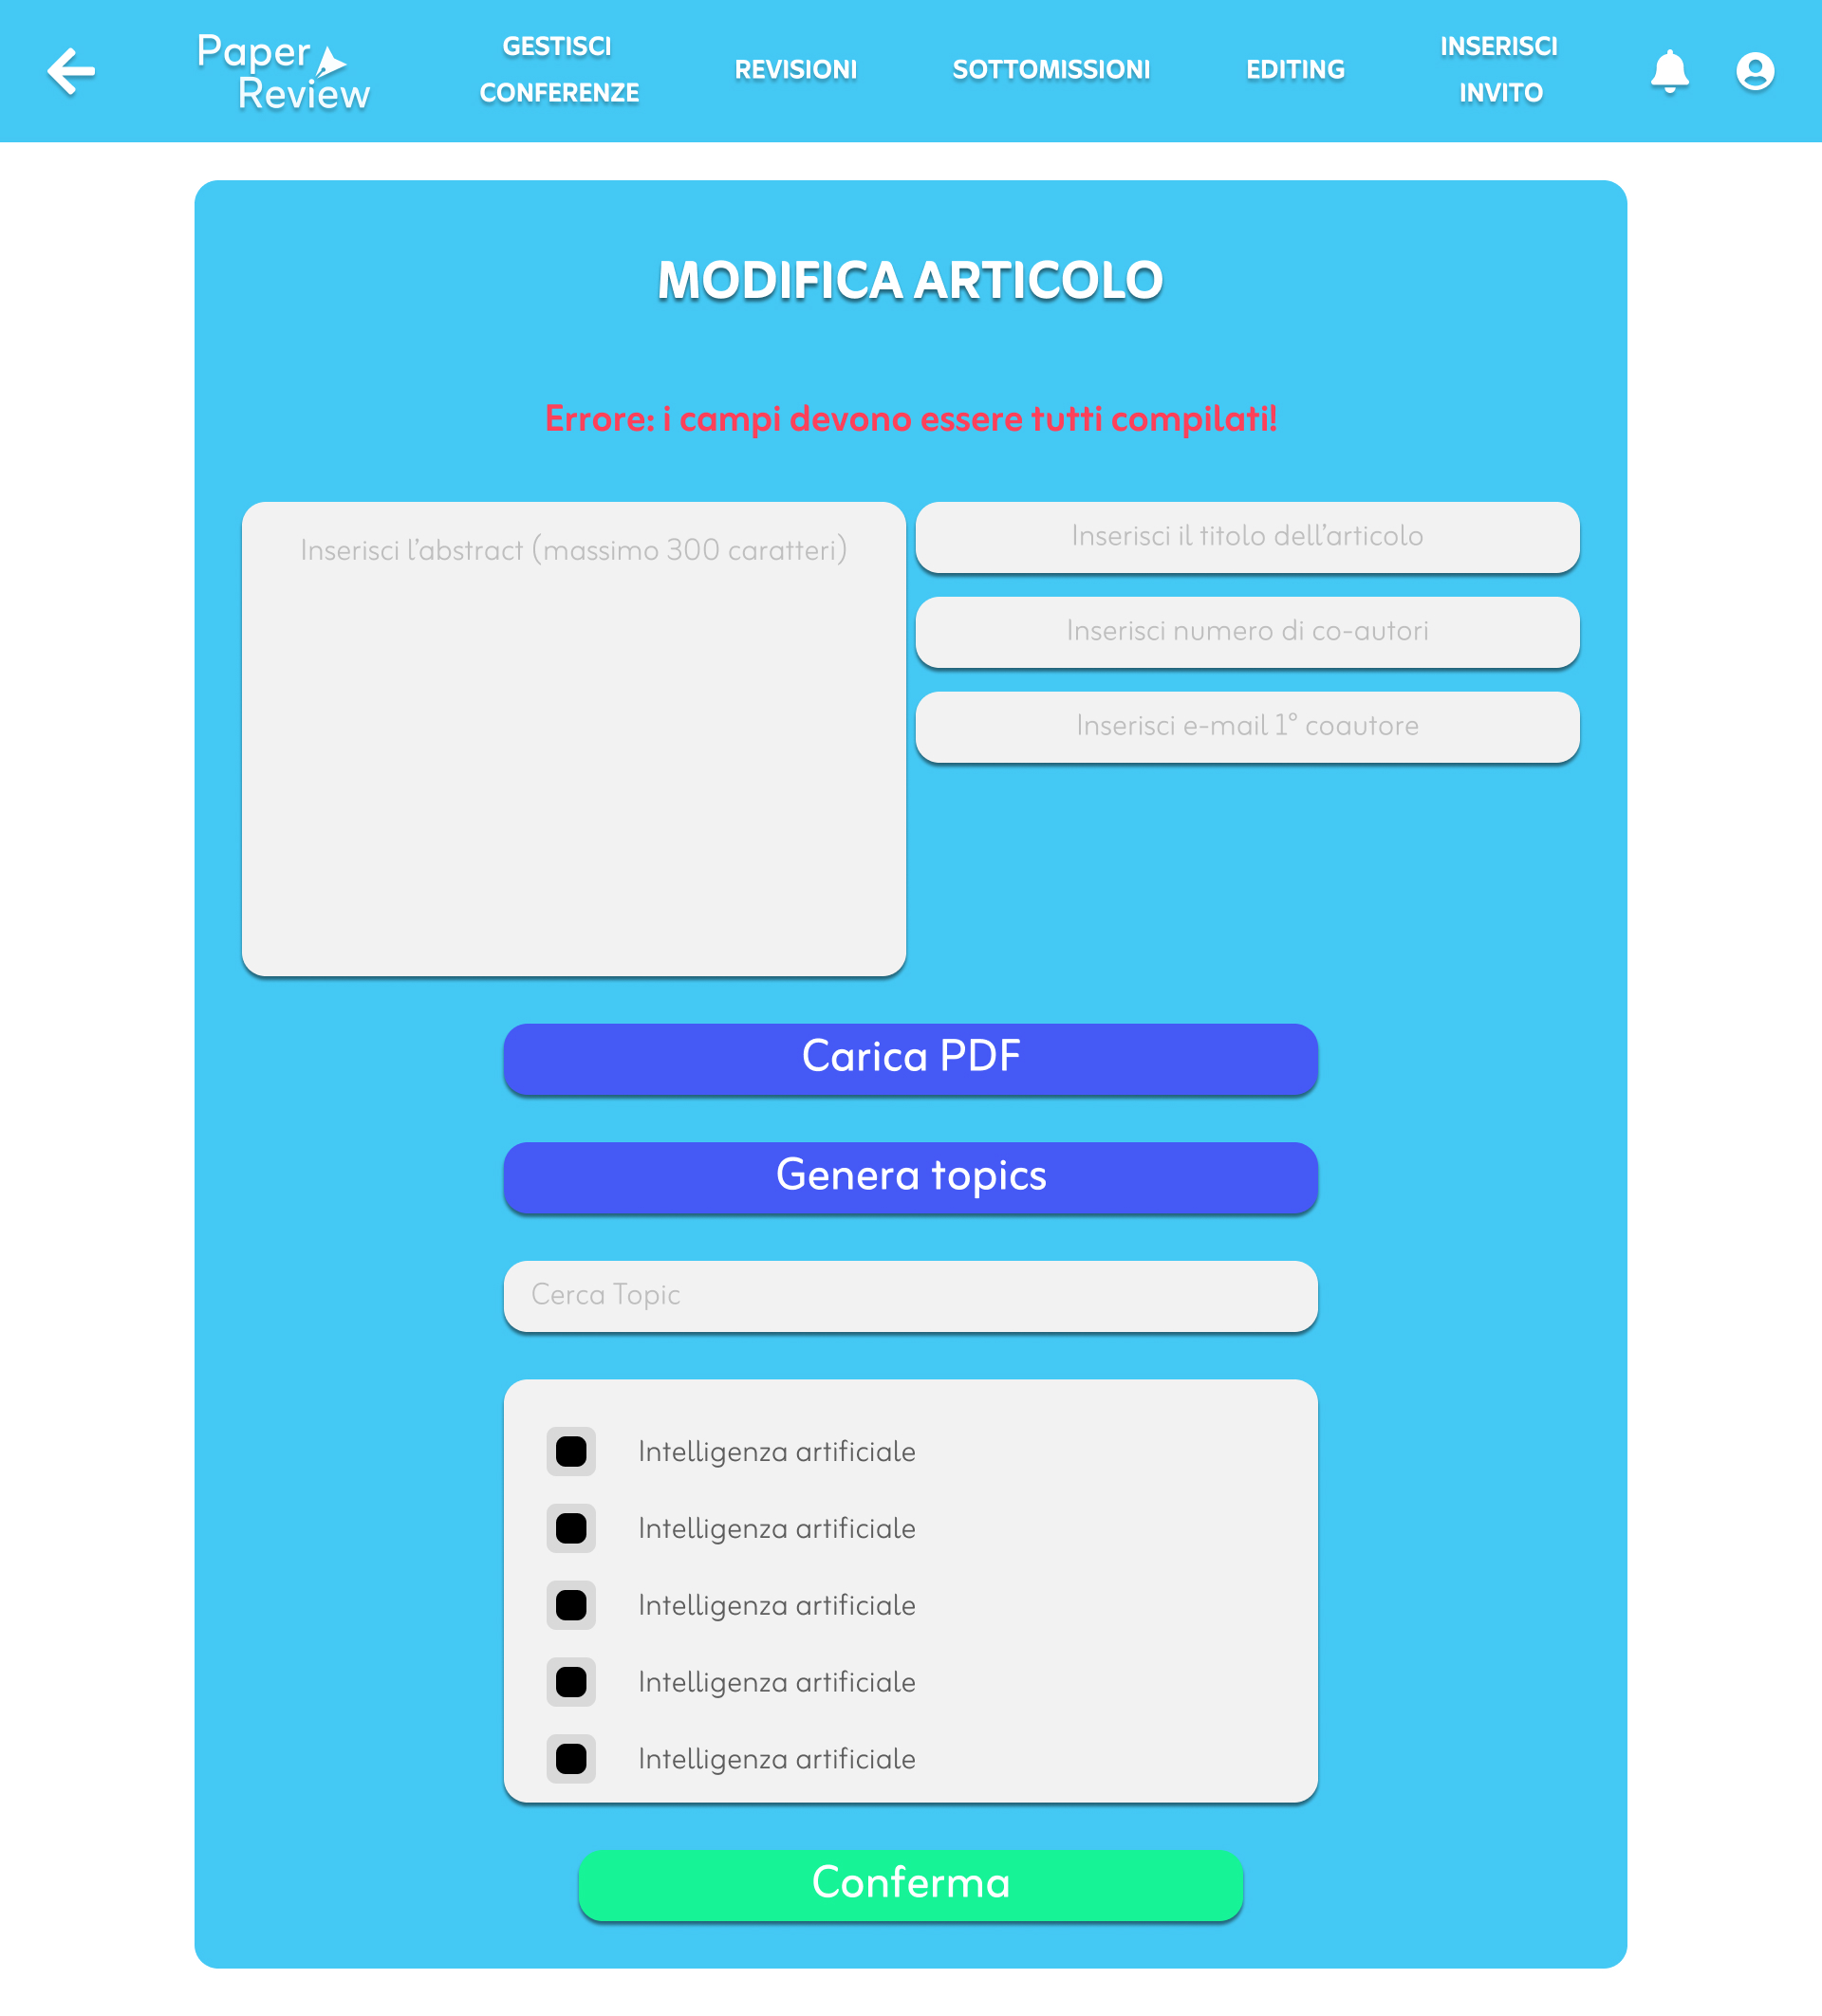 Paper
Review
GESTISCI
CONFERENZE
REVISIONI
SOTTOMISSIONI
EDITING
INSERISCI
INVITO
MODIFICA ARTICOLO
Errore: i campi devono essere tutti compilati!
Inserisci l'abstract (massimo 300 caratteri)
Inserisci il titolo dell'articolo
Inserisci numero di co-autori
Inserisci e-mail 1° coautore
Carica PDF
Genera topics
Cerca Topic
Intelligenza artificiale
Intelligenza artificiale
Intelligenza artificiale
Intelligenza artificiale
Intelligenza artificiale
Conferma